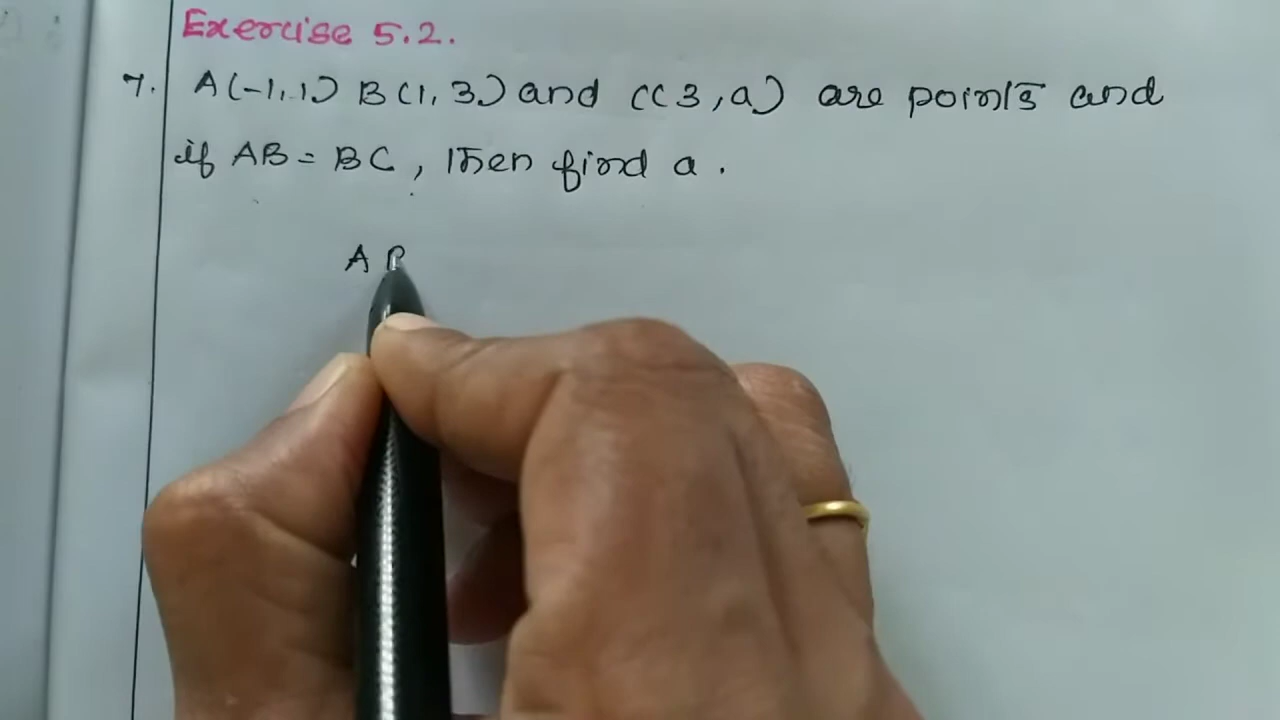 Exercise 5.2.
7. A(-1,1) B(1,3) and C(3,a) are points and
if AB = BC, then find a.
AB